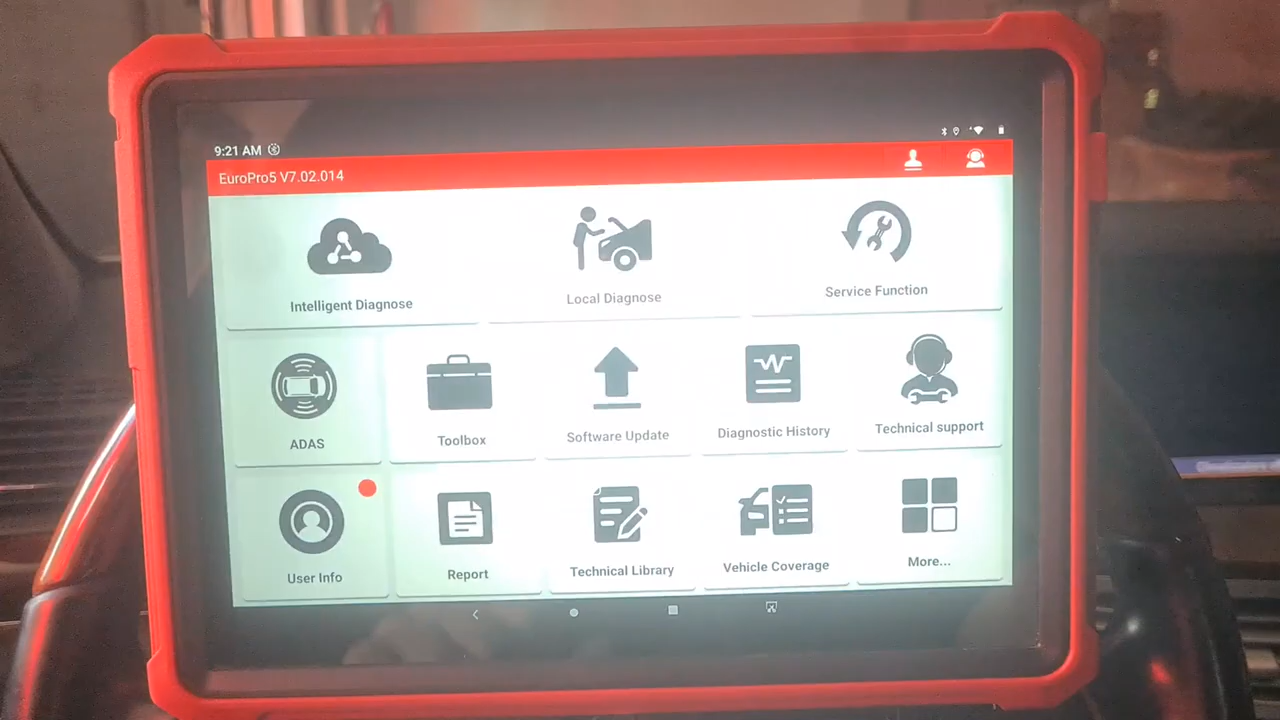 9:21 AM
EuroPro5 V7.02.014
Intelligent Diagnose
Local Diagnose
Service Function
ADAS
Toolbox
Software Update
Diagnostic History
Technical support
User Info
Report
Technical Library
Vehicle Coverage
More...